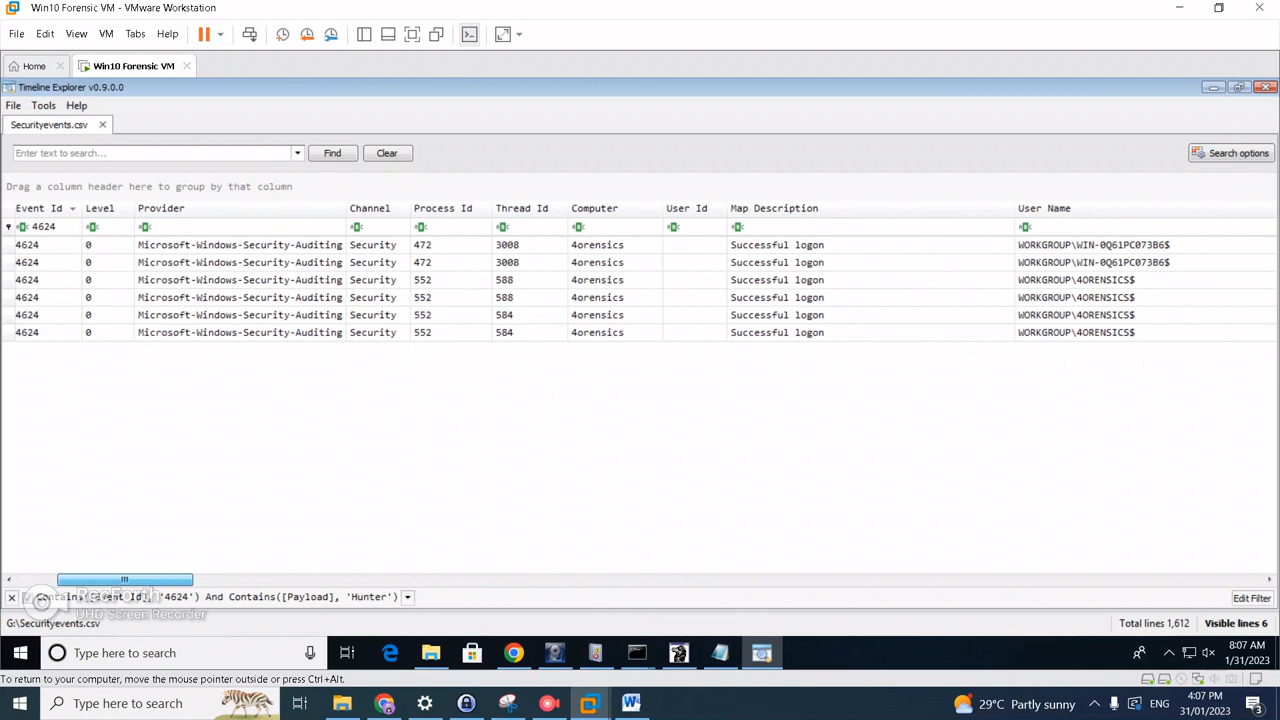 Win10 Forensic VM - VMware Workstation
File Edit View VM Tabs Help
Home Win10 Forensic VM
Timeline Explorer v0.9.0.0
File Tools Help
Securityevents.csv
Enter text to search... Find Clear Search options
Drag a column header here to group by that column
Event Id Level Provider Channel Process Id Thread Id Computer User Id Map Description User Name
4624
4624 0 Microsoft-Windows-Security-Auditing Security 472 3008 4orensics Successful logon WORKGROUP\WIN-0Q61PC073B6$
4624 0 Microsoft-Windows-Security-Auditing Security 472 3008 4orensics Successful logon WORKGROUP\WIN-0Q61PC073B6$
4624 0 Microsoft-Windows-Security-Auditing Security 552 588 4orensics Successful logon WORKGROUP\4ORENSICS$
4624 0 Microsoft-Windows-Security-Auditing Security 552 588 4orensics Successful logon WORKGROUP\4ORENSICS$
4624 0 Microsoft-Windows-Security-Auditing Security 552 584 4orensics Successful logon WORKGROUP\4ORENSICS$
4624 0 Microsoft-Windows-Security-Auditing Security 552 584 4orensics Successful logon WORKGROUP\4ORENSICS$
RecForth
Contains([Event Id], '4624') And Contains([Payload], 'Hunter') Edit Filter
UHD Screen Recorder
G:\Securityevents.csv Total lines 1,612 Visible lines 6
Type here to search 8:07 AM
1/31/2023
To return to your computer, move the mouse pointer outside or press Ctrl+Alt.
Type here to search 29°C Partly sunny ENG 4:07 PM
31/01/2023
3